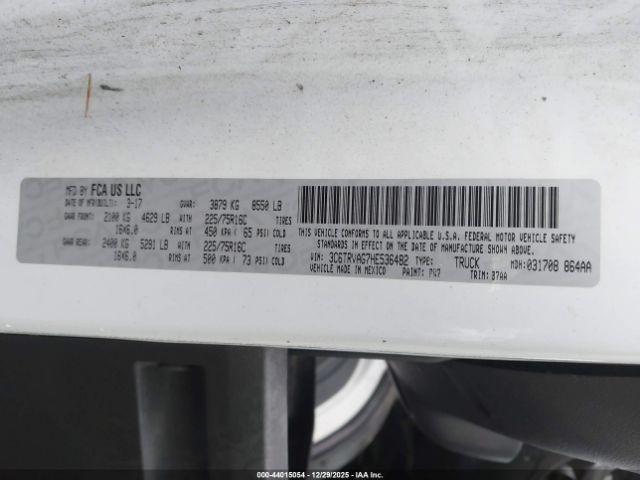 MFD BY FCA US LLC
DATE OF MFR(BUILT): 3-17 GVWR: 3879 KG 8550 LB
GAWR FRONT: 2100 KG 4629 LB WITH 225/75R16C TIRES
16X6.0 RIMS AT 450 KPA( 65 PSI) COLD
GAWR REAR: 2400 KG 5291 LB WITH 225/75R16C TIRES
16X6.0 RIMS AT 500 KPA( 73 PSI) COLD
THIS VEHICLE CONFORMS TO ALL APPLICABLE U.S.A. FEDERAL MOTOR VEHICLE SAFETY
STANDARDS IN EFFECT ON THE DATE OF MANUFACTURE SHOWN ABOVE.
VIN: 3C6TRVAG7HE536482 TYPE: TRUCK MDH: 031708 864AA
VEHICLE MADE IN MEXICO PAINT: PW7 TRIM: B7AA
000-44015054 - 12/29/2025 - IAA Inc.